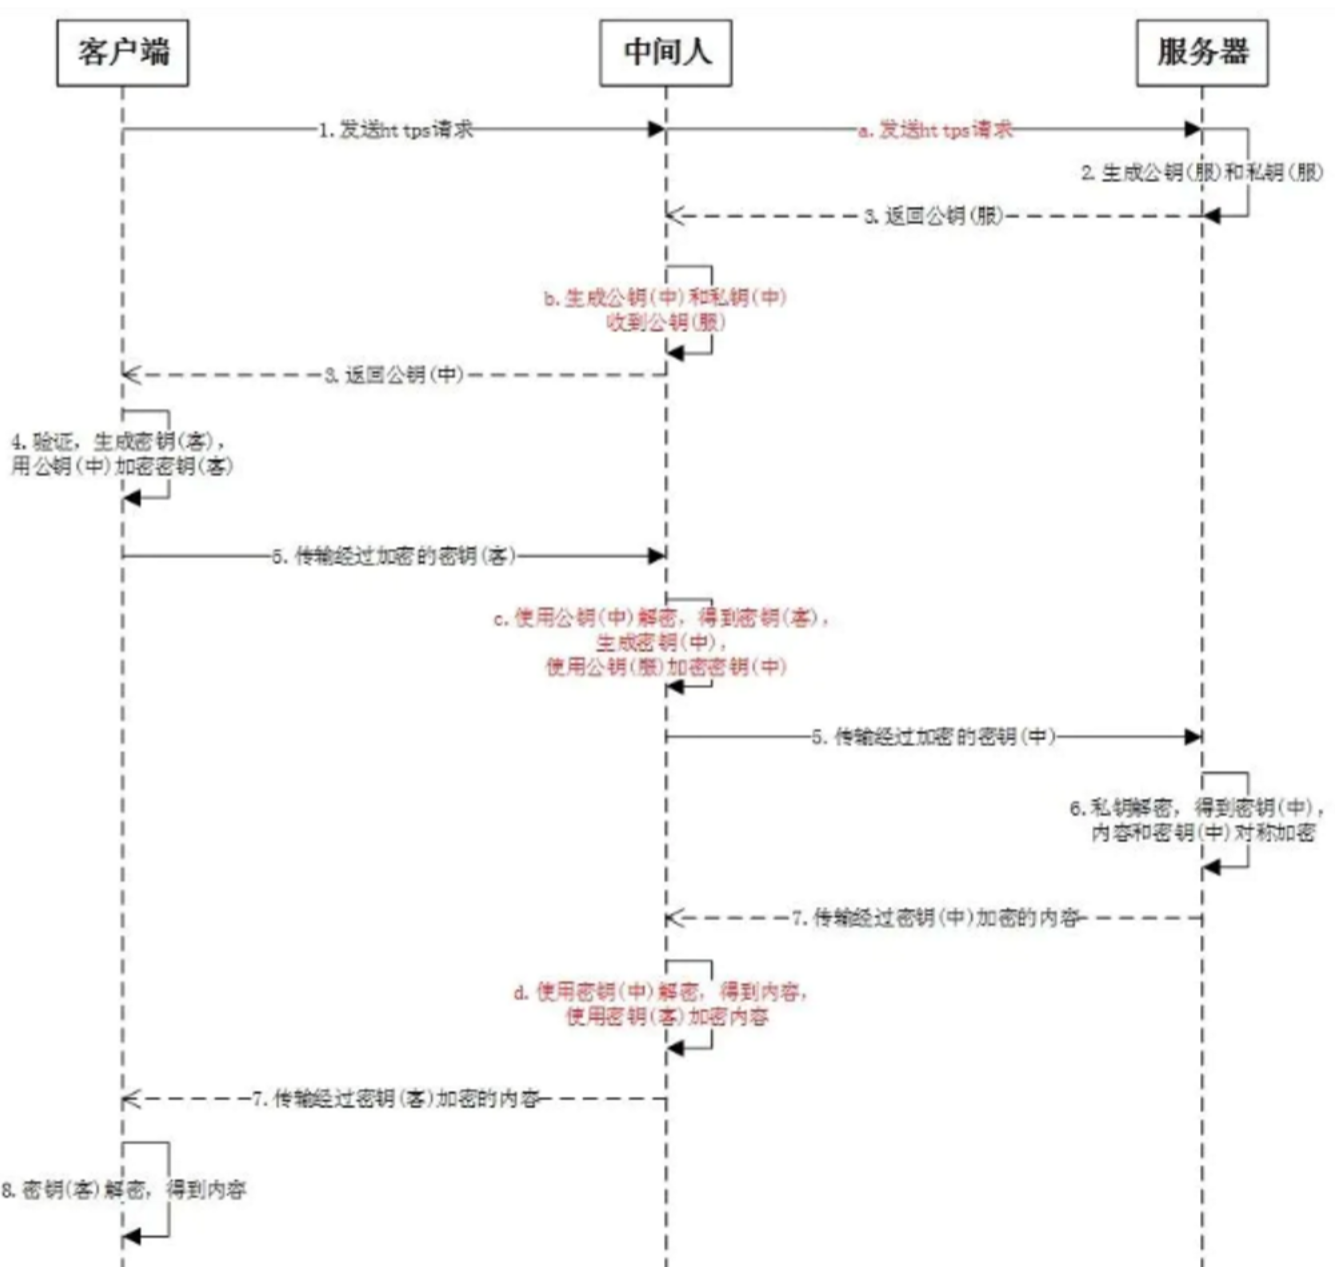 客户端
中间人
服务器
1.发送https请求
a.发送https请求
2.生成公钥(服)和私钥(服)
3.返回公钥(服)
b.生成公钥(中)和私钥(中)
收到公钥(服)
3.返回公钥(中)
4.验证，生成密钥(客)，
用公钥(中)加密密钥(客)
5.传输经过加密的密钥(客)
c.使用公钥(中)解密，得到密钥(客)，
生成密钥(中)，
使用公钥(服)加密密钥(中)
5.传输经过加密的密钥(中)
6.私钥解密，得到密钥(中)，
内容和密钥(中)对称加密
7.传输经过密钥(中)加密的内容
d.使用密钥(中)解密，得到内容，
使用密钥(客)加密内容
7.传输经过密钥(客)加密的内容
8.密钥(客)解密，得到内容